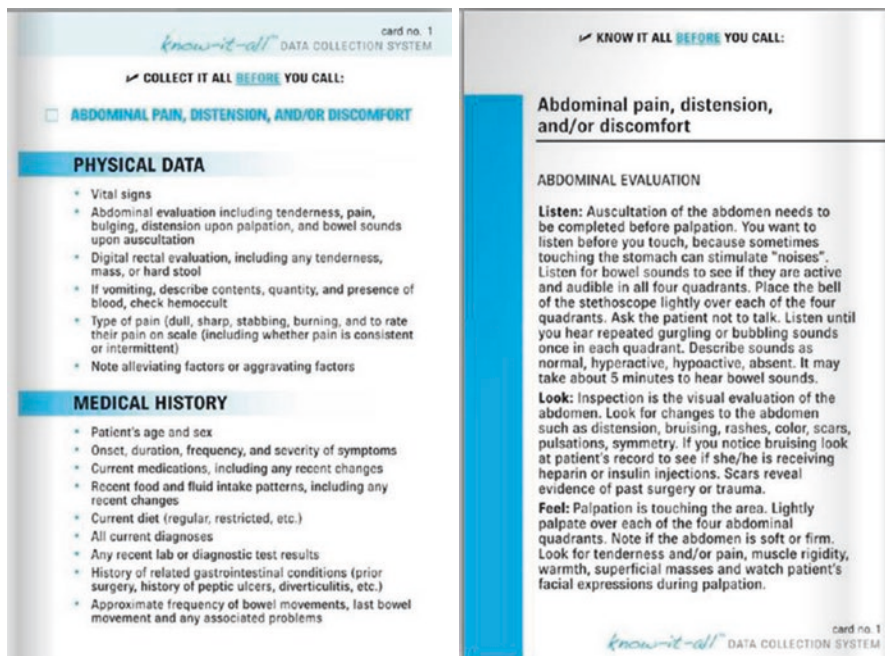 card no. 1
know-it-all™ DATA COLLECTION SYSTEM
✓ COLLECT IT ALL BEFORE YOU CALL:
☐ ABDOMINAL PAIN, DISTENSION, AND/OR DISCOMFORT
PHYSICAL DATA
• Vital signs
• Abdominal evaluation including tenderness, pain,
bulging, distension upon palpation, and bowel sounds
upon auscultation
• Digital rectal evaluation, including any tenderness,
mass, or hard stool
• If vomiting, describe contents, quantity, and presence of
blood, check hemoccult
• Type of pain (dull, sharp, stabbing, burning, and to rate
their pain on scale (including whether pain is consistent
or intermittent)
• Note alleviating factors or aggravating factors
MEDICAL HISTORY
• Patient's age and sex
• Onset, duration, frequency, and severity of symptoms
• Current medications, including any recent changes
• Recent food and fluid intake patterns, including any
recent changes
• Current diet (regular, restricted, etc.)
• All current diagnoses
• Any recent lab or diagnostic test results
• History of related gastrointestinal conditions (prior
surgery, history of peptic ulcers, diverticulitis, etc.)
• Approximate frequency of bowel movements, last bowel
movement and any associated problems
✓ KNOW IT ALL BEFORE YOU CALL:
Abdominal pain, distension,
and/or discomfort
ABDOMINAL EVALUATION
Listen: Auscultation of the abdomen needs to
be completed before palpation. You want to
listen before you touch, because sometimes
touching the stomach can stimulate "noises".
Listen for bowel sounds to see if they are active
and audible in all four quadrants. Place the bell
of the stethoscope lightly over each of the four
quadrants. Ask the patient not to talk. Listen until
you hear repeated gurgling or bubbling sounds
once in each quadrant. Describe sounds as
normal, hyperactive, hypoactive, absent. It may
take about 5 minutes to hear bowel sounds.
Look: Inspection is the visual evaluation of the
abdomen. Look for changes to the abdomen
such as distension, bruising, rashes, color, scars,
pulsations, symmetry. If you notice bruising look
at patient's record to see if she/he is receiving
heparin or insulin injections. Scars reveal
evidence of past surgery or trauma.
Feel: Palpation is touching the area. Lightly
palpate over each of the four abdominal
quadrants. Note if the abdomen is soft or firm.
Look for tenderness and/or pain, muscle rigidity,
warmth, superficial masses and watch patient's
facial expressions during palpation.
card no. 1
know-it-all™ DATA COLLECTION SYSTEM